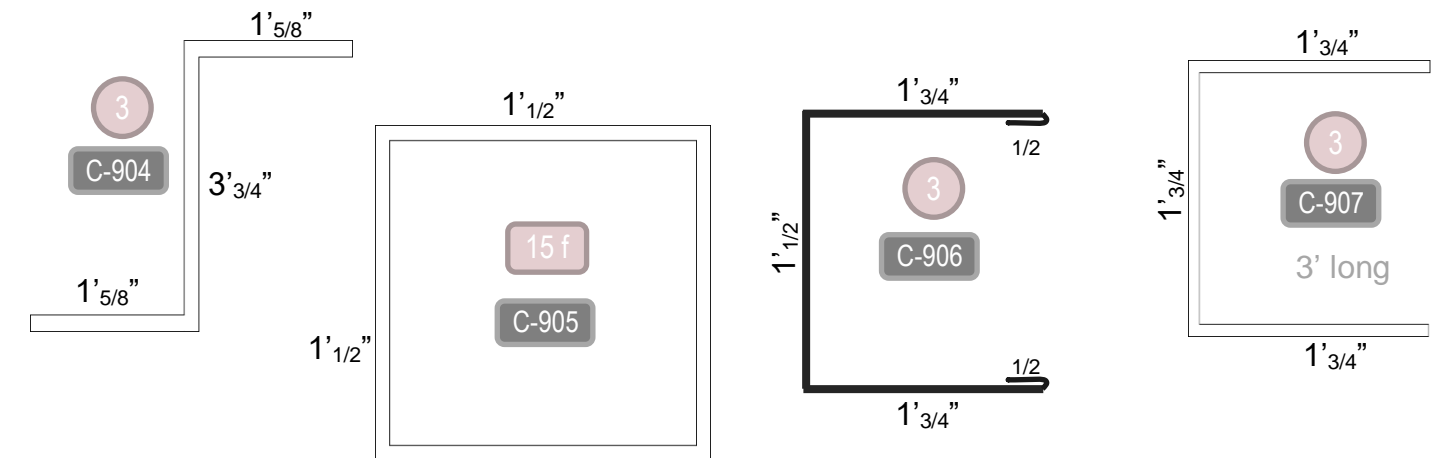 1’5/8”
3
C-904
3’3/4”
1’5/8”
1’1/2”
15 f
C-905
1’1/2”
1’3/4”
1/2
3
C-906
1’1/2”
1/2
1’3/4”
1’3/4”
3
C-907
1’3/4”
3’ long
1’3/4”